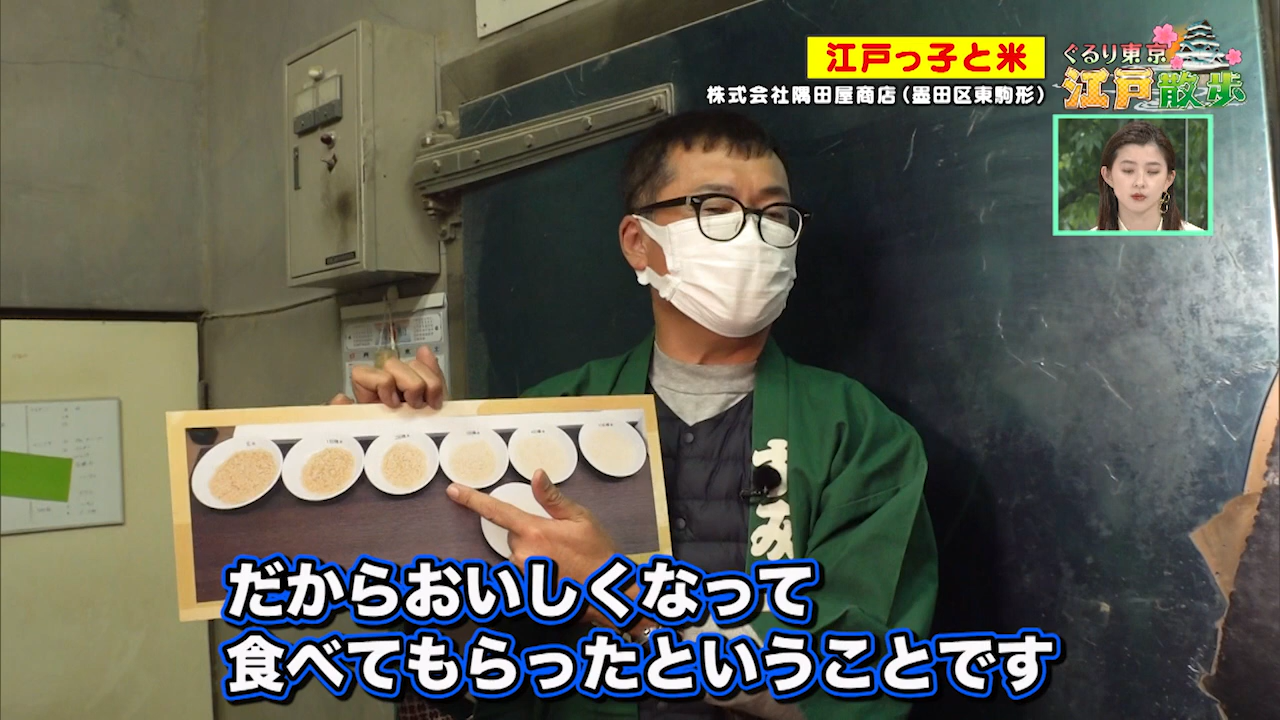 江戸っ子と米
株式会社隅田屋商店(墨田区東駒形)
ぐるり東京
江戸散歩
すみ
だからおいしくなって
食べてもらったということです